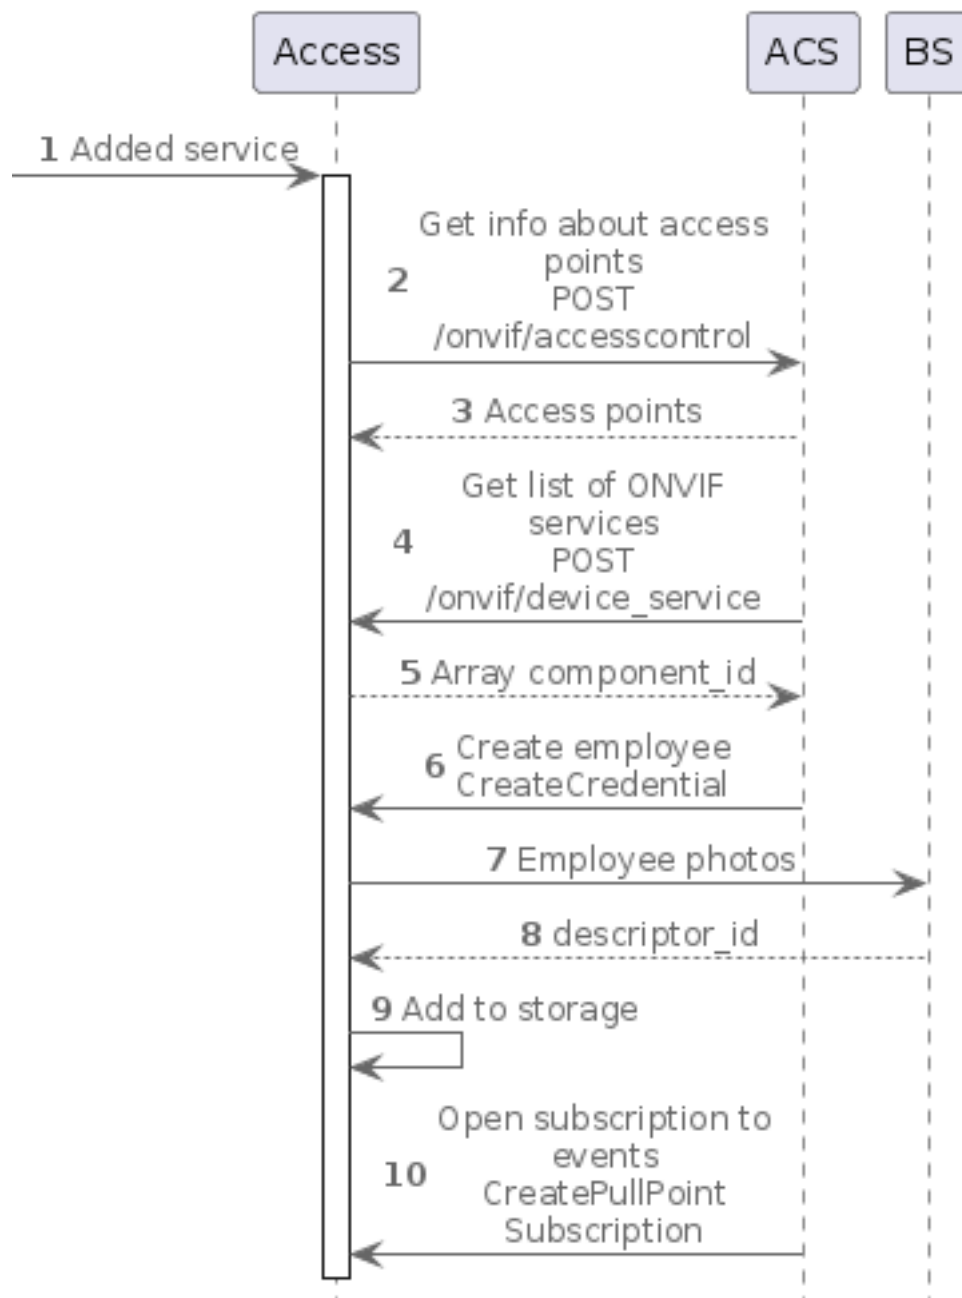 Access ACS BS
1 Added service
Get info about access
points
2
POST
/onvif/accesscontrol
3 Access points
Get list of ONVIF
services
4
POST
/onvif/device_service
5 Array component_id
Create employee
6
CreateCredential
7 Employee photos
8 descriptor_id
9 Add to storage
Open subscription to
events
10
CreatePullPoint
Subscription